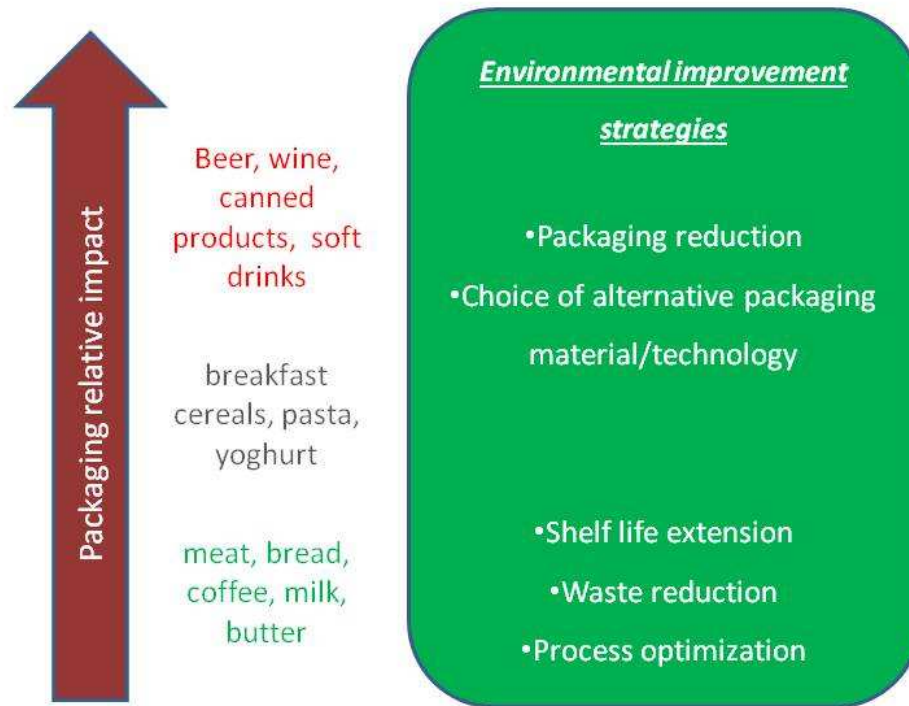 Packaging relative impact
Beer, wine,
canned
products, soft
drinks
breakfast
cereals, pasta,
yoghurt
meat, bread,
coffee, milk,
butter
Environmental improvement
strategies
•Packaging reduction
•Choice of alternative packaging
material/technology
•Shelf life extension
•Waste reduction
•Process optimization